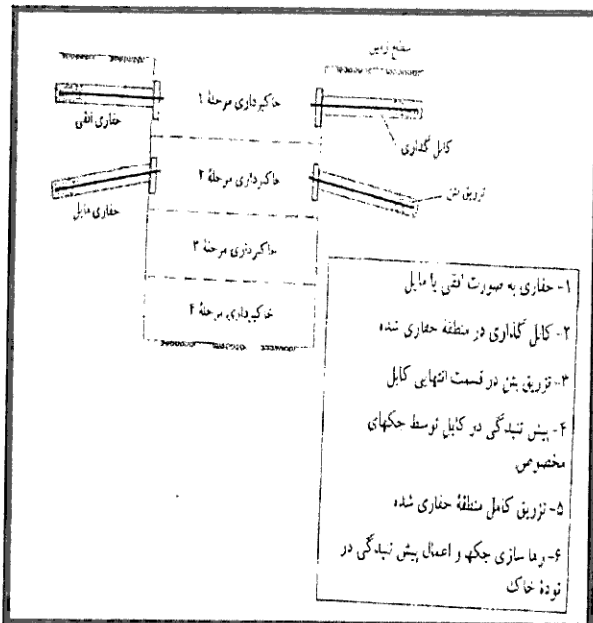 سطح زمین
خاکبرداری مرحلهٔ ۱
حفاری افقی
کابل گذاری
خاکبرداری مرحلهٔ ۲
تزریق بتن
حفاری مایل
خاکبرداری مرحلهٔ ۳
خاکبرداری مرحلهٔ ۴
۱- حفاری به صورت افقی یا مایل
۲- کابل گذاری در منطقهٔ حفاری شده
۳- تزریق بتن در قسمت انتهایی کابل
۴- پیش تنیدگی در کابل توسط جکهای
مخصوص
۵- تزریق کامل منطقهٔ حفاری شده
۶- رها سازی جکها و اعمال پیش تنیدگی در
تودهٔ خاک